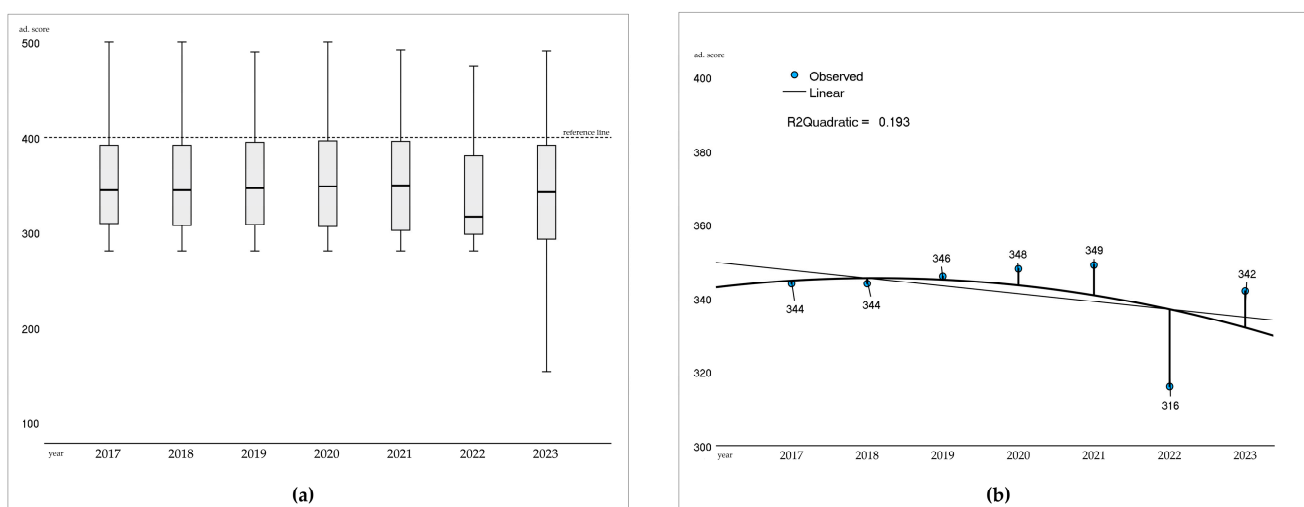 ad. score
500
400
reference line
300
200
100
year 2017 2018 2019 2020 2021 2022 2023
(a)
ad. score
400
Observed
Linear
R2Quadratic = 0.193
380
360
349
348
346
342
340
344
344
320
316
300
year 2017 2018 2019 2020 2021 2022 2023
(b)